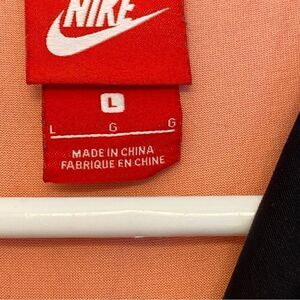 NIKE
L
L G G
MADE IN CHINA
FABRIQUE EN CHINE